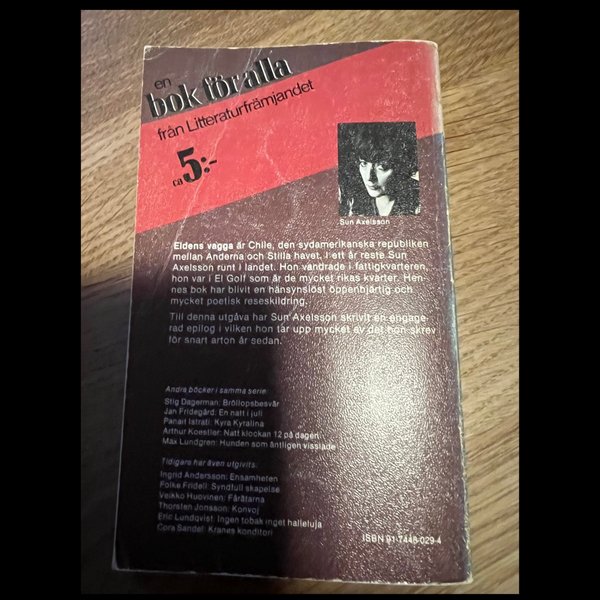 en
bok för alla
från Litteraturfrämjandet
ca 5:-
Sun Axelsson
Eldens vagga är Chile, den sydamerikanska republiken
mellan Anderna och Stilla havet. I ett år reste Sun
Axelsson runt i landet. Hon vandrade i fattigkvarteren,
hon var i El Golf som är de mycket rikas kvarter. Hen-
nes bok har blivit en hänsynslöst öppenhjärtig och
mycket poetisk reseskildring.
Till denna utgåva har Sun Axelsson skrivit en engage-
rad epilog i vilken hon tar upp mycket av det hon skrev
för snart arton år sedan.
Andra böcker i samma serie:
Stig Dagerman: Bröllopsbesvär
Jan Fridegård: En natt i juli
Panait Istrati: Kyra Kyralina
Arthur Koestler: Natt klockan 12 på dagen
Max Lundgren: Hunden som äntligen visslade
Tidigare har även utgivits:
Ingrid Andersson: Ensamheten
Folke Fridell: Syndfull skapelse
Veikko Huovinen: Fårätarna
Thorsten Jonsson: Konvoj
Eric Lundqvist: Ingen tobak inget halleluja
Cora Sandel: Kranes konditori
ISBN 91-7448-029-4